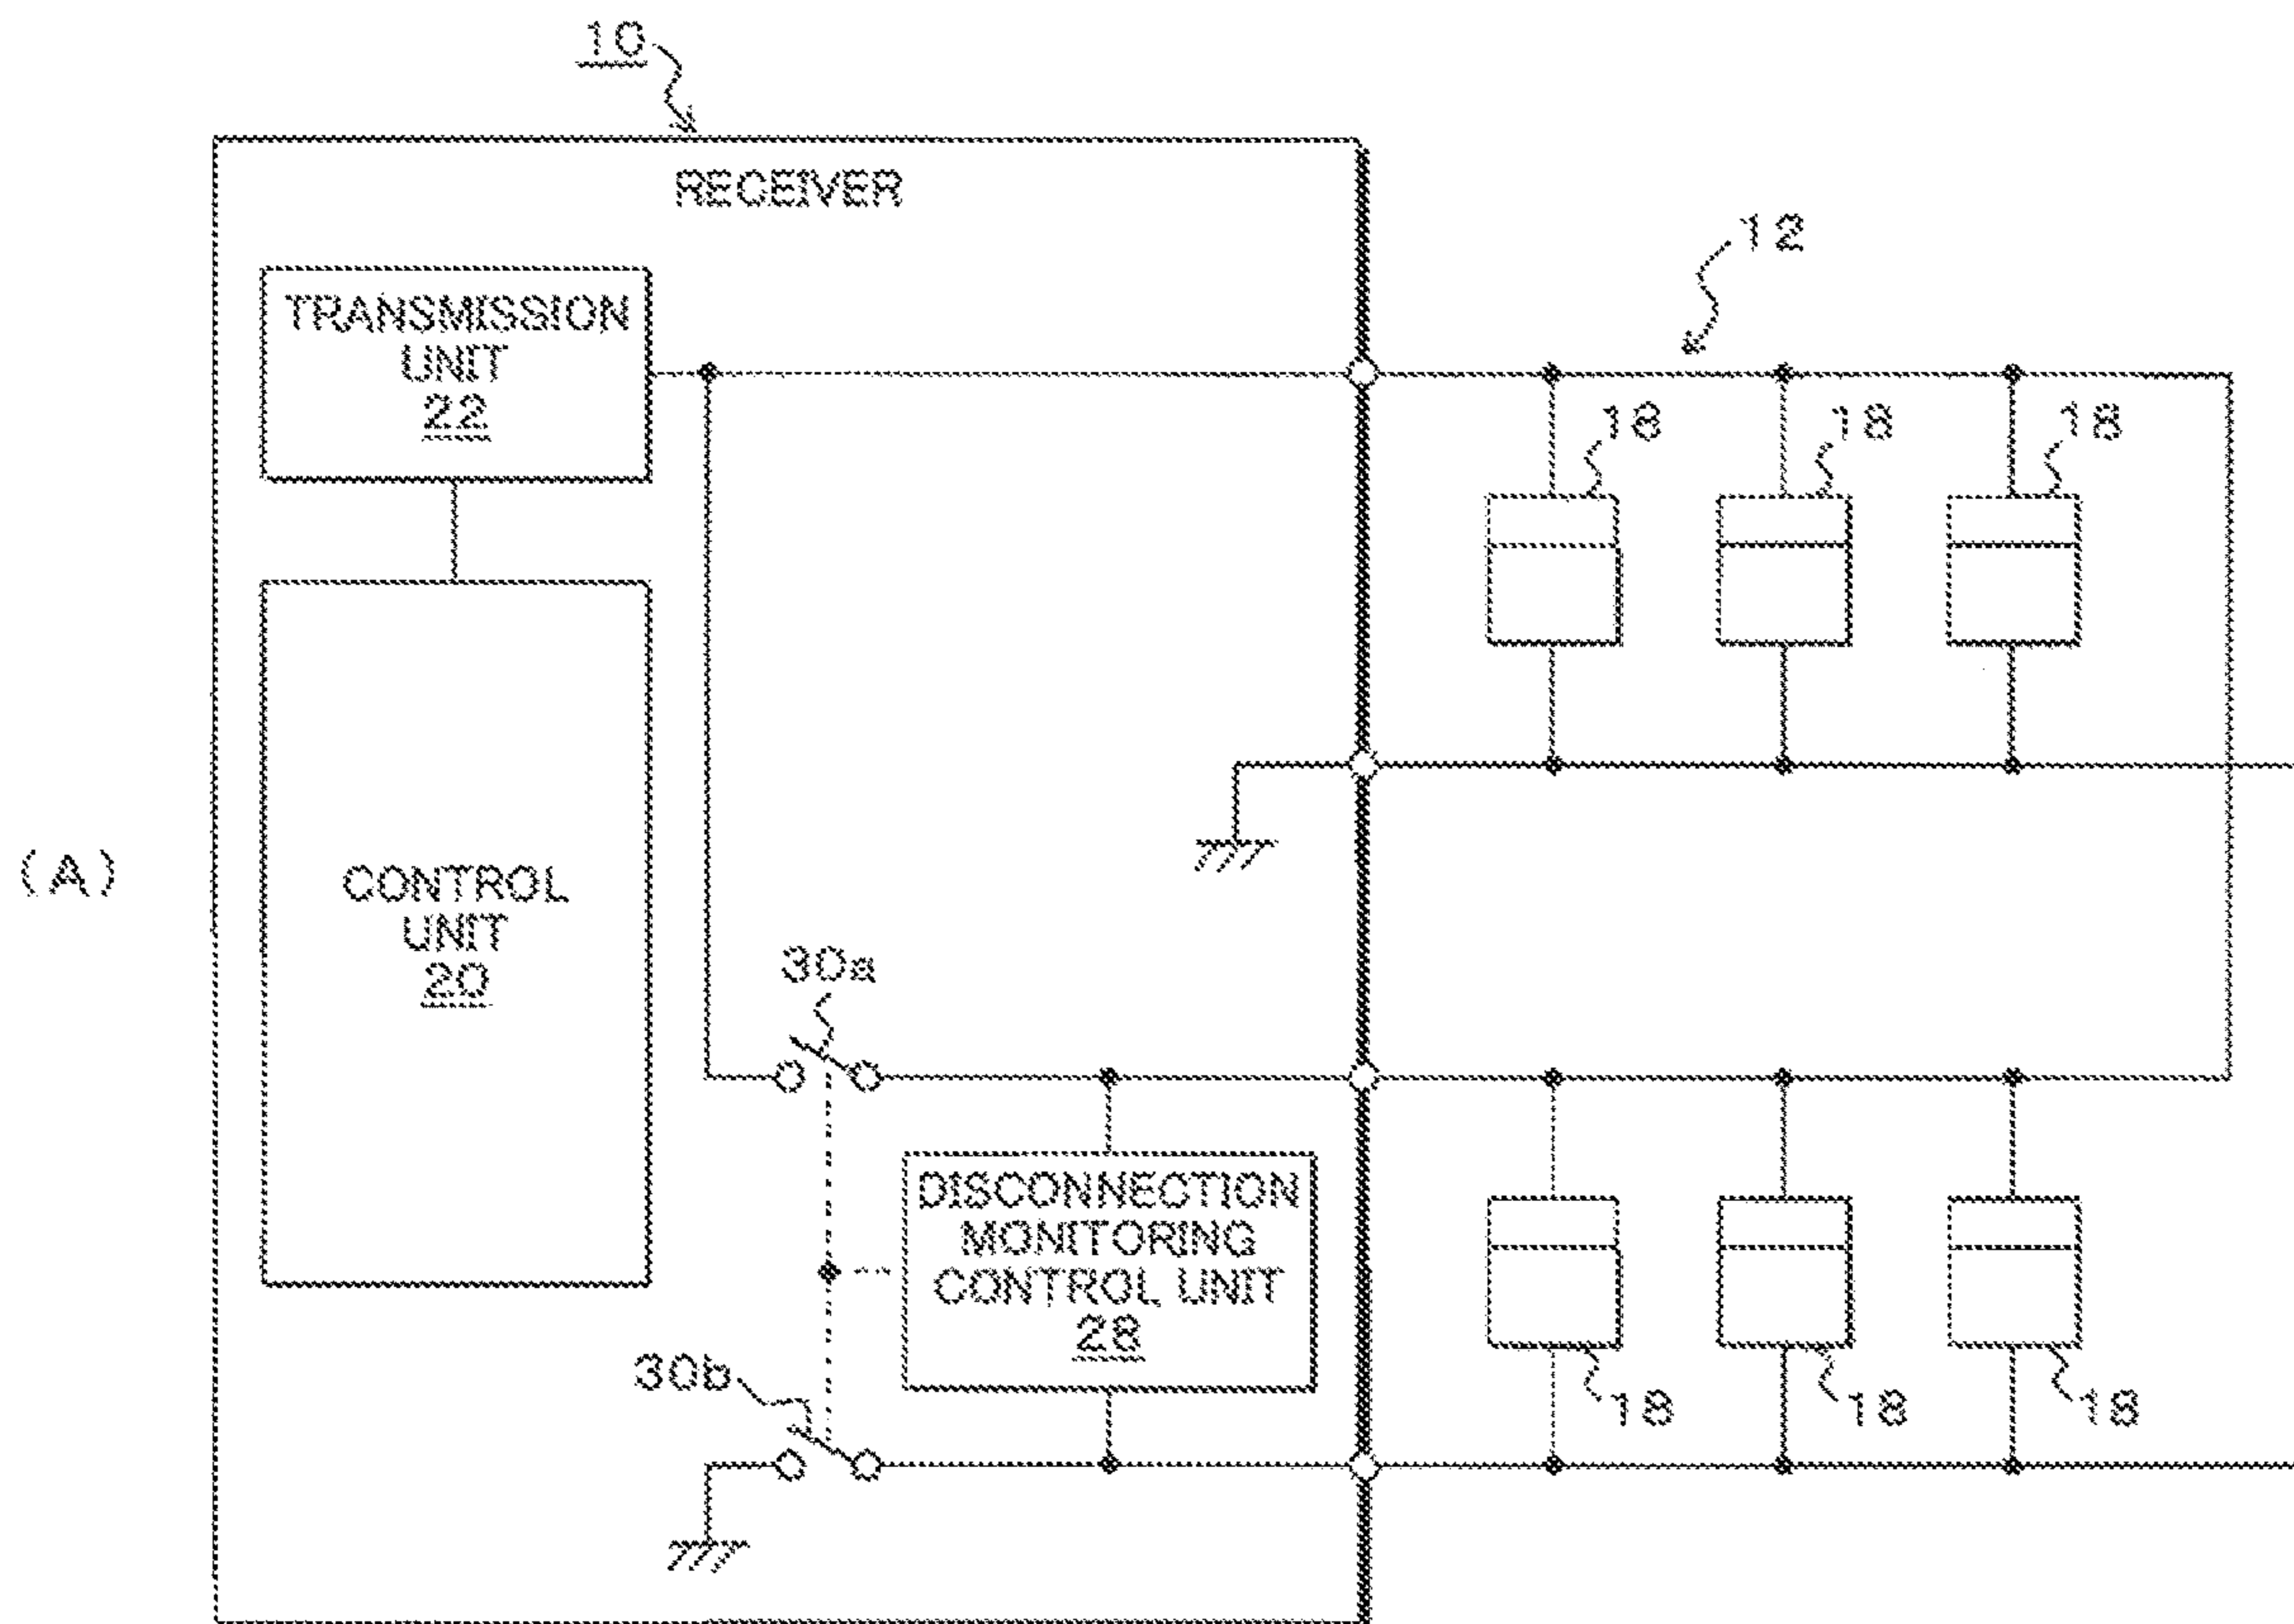 10
RECEIVER
12
TRANSMISSION
UNIT
22
18 18 18
(A)
CONTROL
UNIT
20
30a
DISCONNECTION
MONITORING
CONTROL UNIT
28
30b
18 18 18